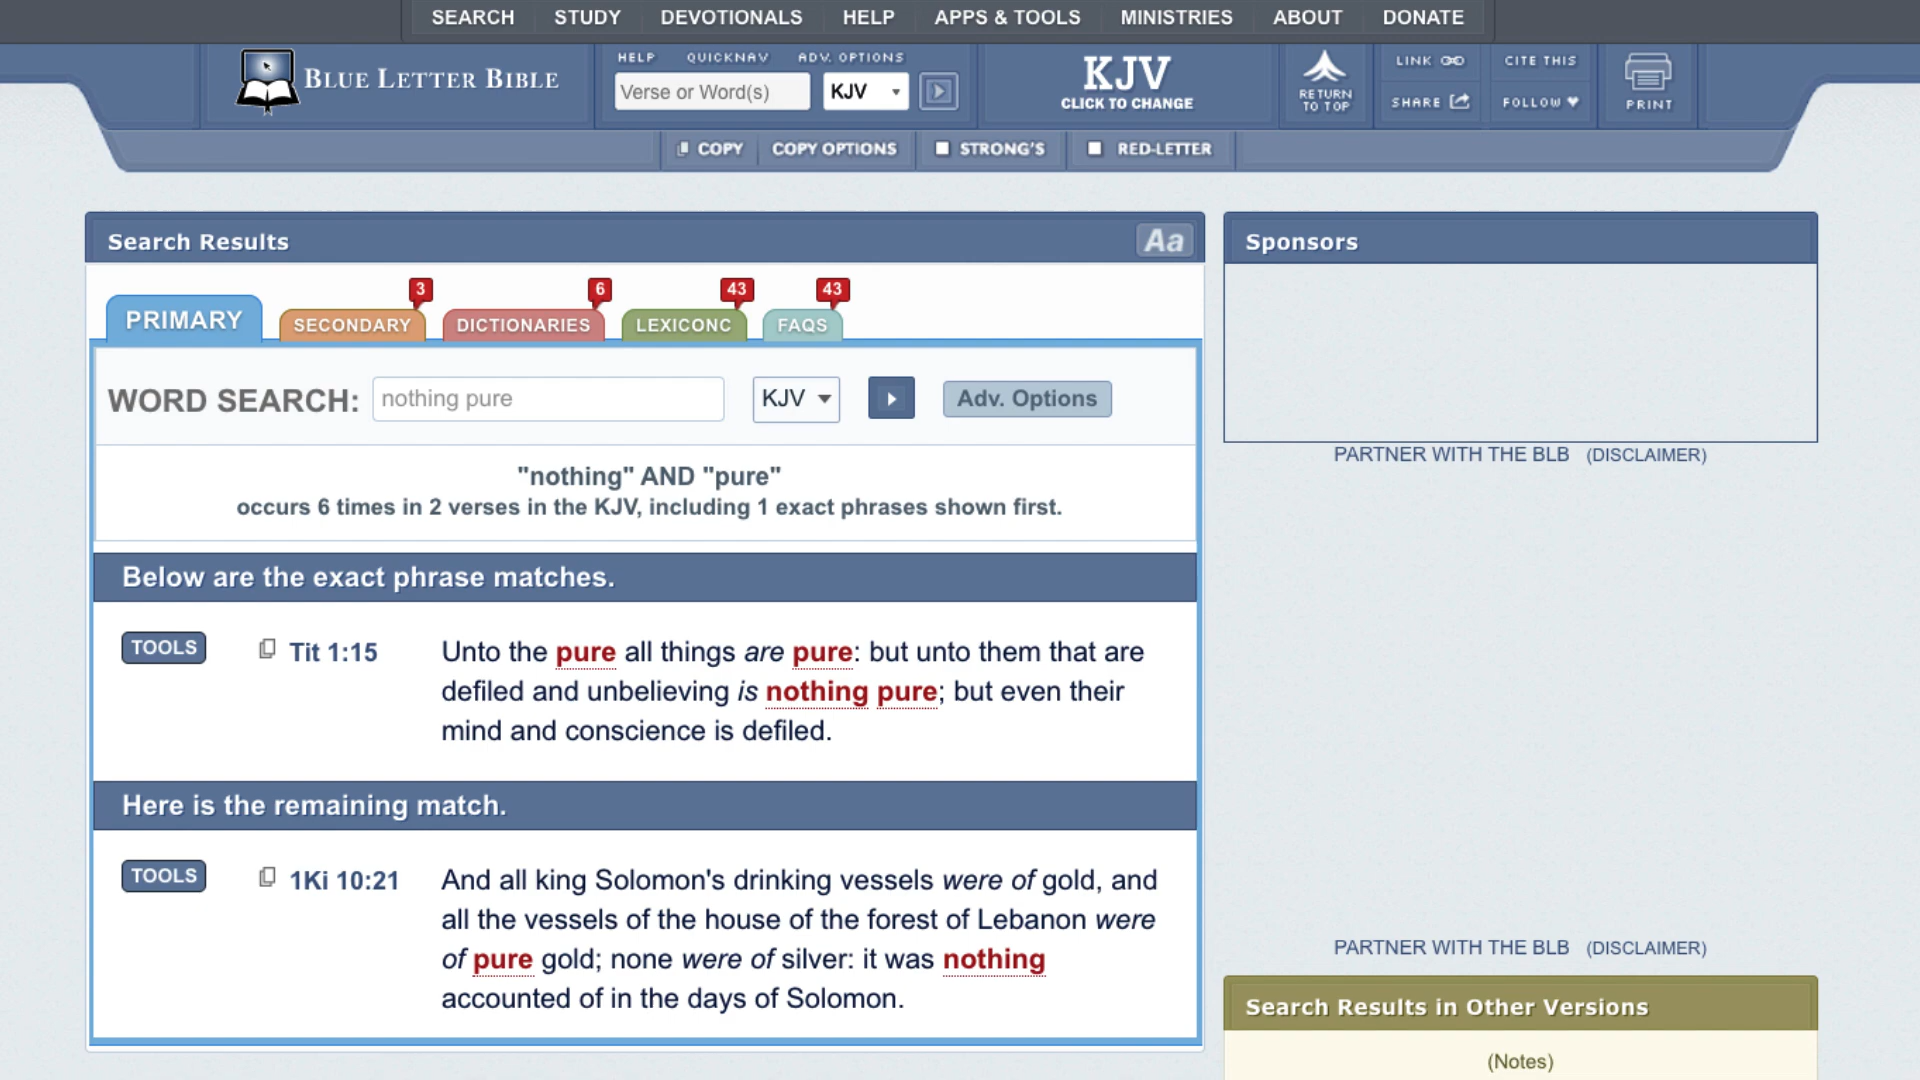 SEARCH STUDY DEVOTIONALS HELP APPS & TOOLS MINISTRIES ABOUT DONATE
BLUE LETTER BIBLE
HELP QUICKNAV ADV. OPTIONS
Verse or Word(s) KJV
KJV
CLICK TO CHANGE
RETURN
TO TOP
LINK
SHARE
CITE THIS
FOLLOW
PRINT
COPY COPY OPTIONS STRONG'S RED-LETTER
Search Results Aa
3 6 43 43
PRIMARY SECONDARY DICTIONARIES LEXICONC FAQS
WORD SEARCH: nothing pure KJV Adv. Options
"nothing" AND "pure"
occurs 6 times in 2 verses in the KJV, including 1 exact phrases shown first.
Below are the exact phrase matches.
TOOLS Tit 1:15 Unto the pure all things are pure: but unto them that are
defiled and unbelieving is nothing pure; but even their
mind and conscience is defiled.
Here is the remaining match.
TOOLS 1Ki 10:21 And all king Solomon's drinking vessels were of gold, and
all the vessels of the house of the forest of Lebanon were
of pure gold; none were of silver: it was nothing
accounted of in the days of Solomon.
Sponsors
PARTNER WITH THE BLB (DISCLAIMER)
PARTNER WITH THE BLB (DISCLAIMER)
Search Results in Other Versions
(Notes)